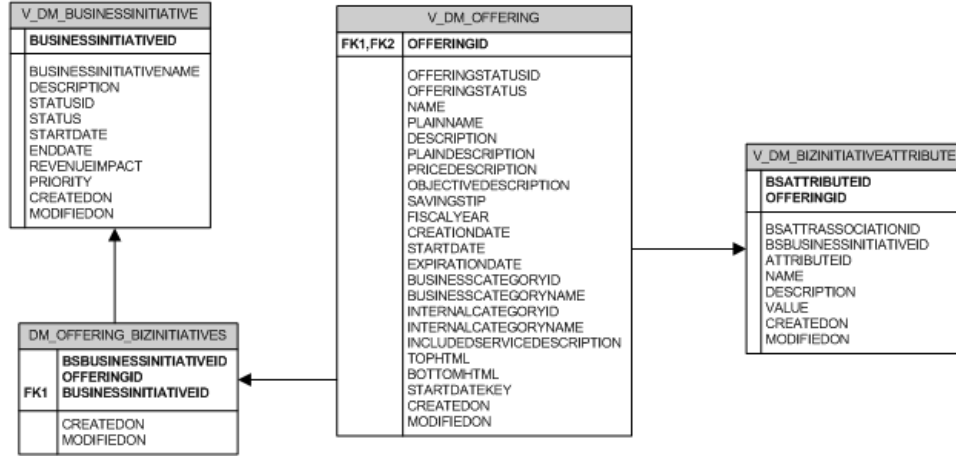 V_DM_BUSINESSINITIATIVE
BUSINESSINITIATIVEID
BUSINESSINITIATIVENAME
DESCRIPTION
STATUSID
STATUS
STARTDATE
ENDDATE
REVENUEIMPACT
PRIORITY
CREATEDON
MODIFIEDON
DM_OFFERING_BIZINITIATIVES
BSBUSINESSINITIATIVEID
OFFERINGID
FK1 BUSINESSINITIATIVEID
CREATEDON
MODIFIEDON
V_DM_OFFERING
FK1,FK2 OFFERINGID
OFFERINGSTATUSID
OFFERINGSTATUS
NAME
PLAINNAME
DESCRIPTION
PLAINDESCRIPTION
PRICEDESCRIPTION
OBJECTIVEDESCRIPTION
SAVINGSTIP
FISCALYEAR
CREATIONDATE
STARTDATE
EXPIRATIONDATE
BUSINESSCATEGORYID
BUSINESSCATEGORYNAME
INTERNALCATEGORYID
INTERNALCATEGORYNAME
INCLUDEDSERVICEDESCRIPTION
TOPHTML
BOTTOMHTML
STARTDATEKEY
CREATEDON
MODIFIEDON
V_DM_BIZINITIATIVEATTRIBUTE
BSATTRIBUTEID
OFFERINGID
BSATTRASSOCIATIONID
BSBUSINESSINITIATIVEID
ATTRIBUTEID
NAME
DESCRIPTION
VALUE
CREATEDON
MODIFIEDON